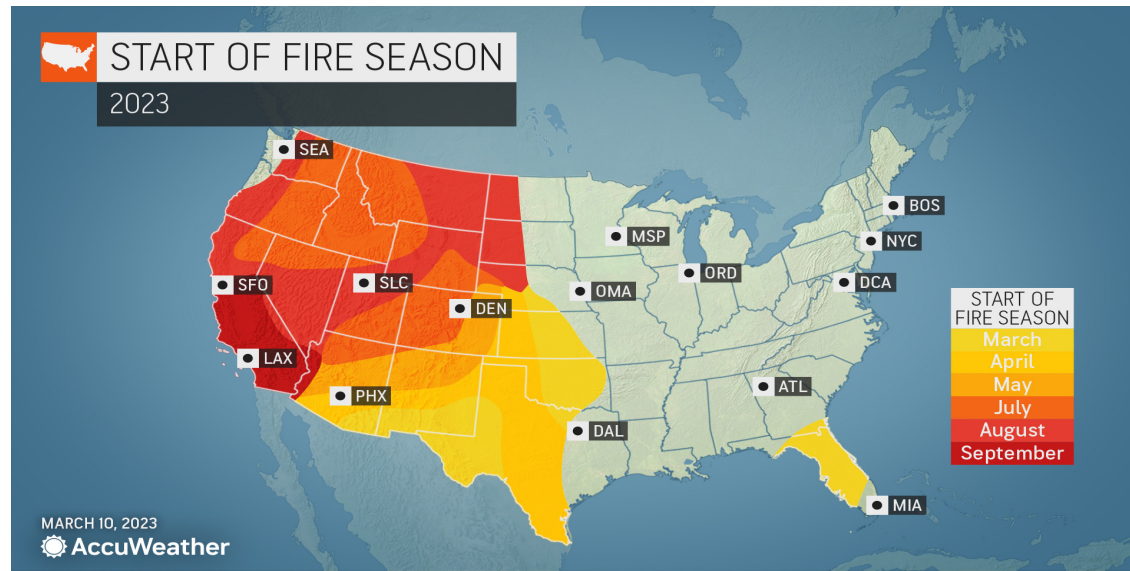 START OF FIRE SEASON
2023
SEA
BOS
MSP
NYC
ORD
SFO
SLC
DCA
OMA
DEN
START OF
FIRE SEASON
March
April
May
July
August
September
LAX
ATL
PHX
DAL
MIA
MARCH 10, 2023
AccuWeather